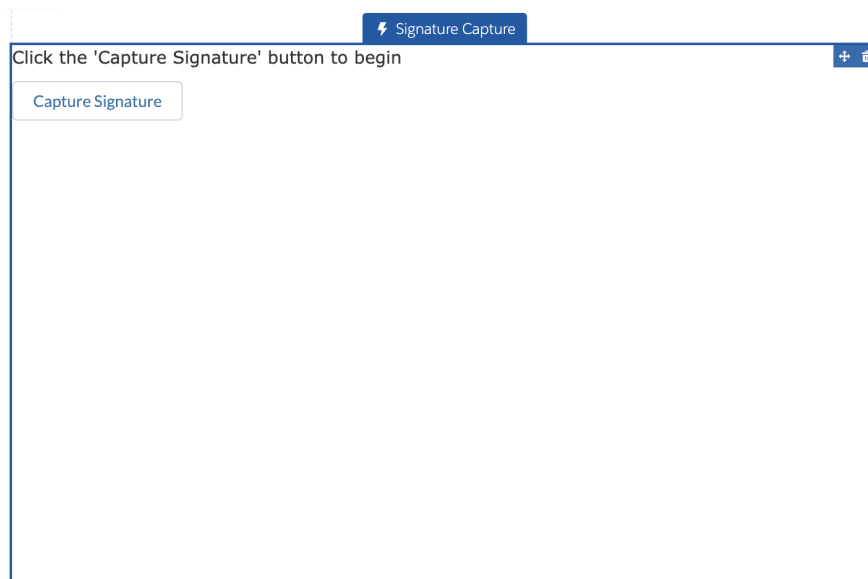 Signature Capture
Click the 'Capture Signature' button to begin
Capture Signature